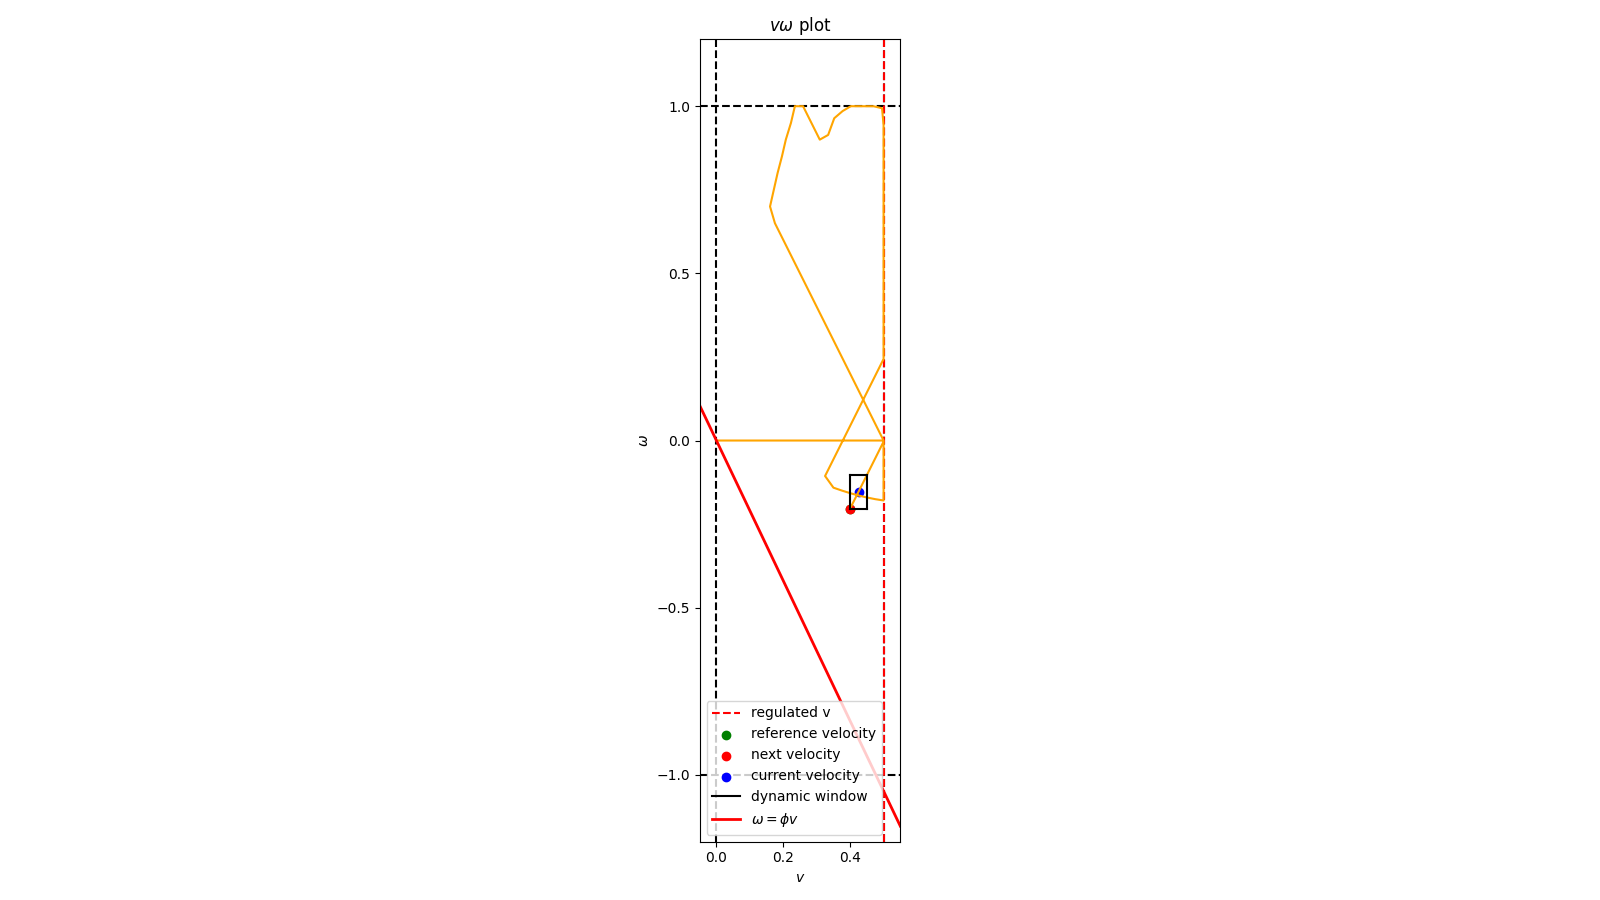 vω plot
1.0
0.5
0.0
−0.5
−1.0
ω
0.0 0.2 0.4
v
regulated v
reference velocity
next velocity
current velocity
dynamic window
ω = ϕv